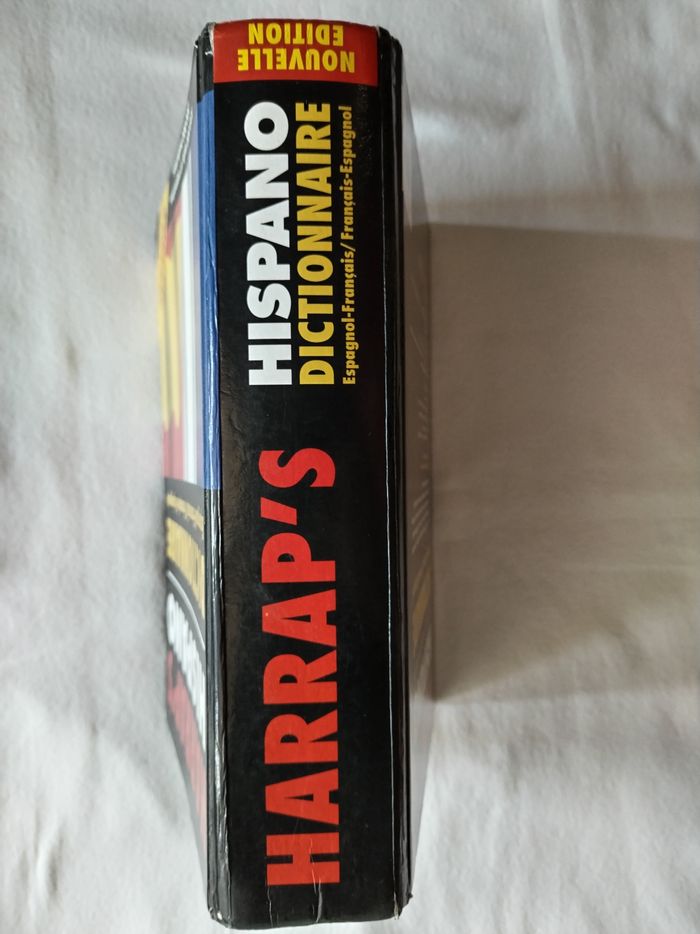 HARRAP'S
HISPANO
DICTIONNAIRE
Espagnol-Français/Français-Espagnol
NOUVELLE
EDITION